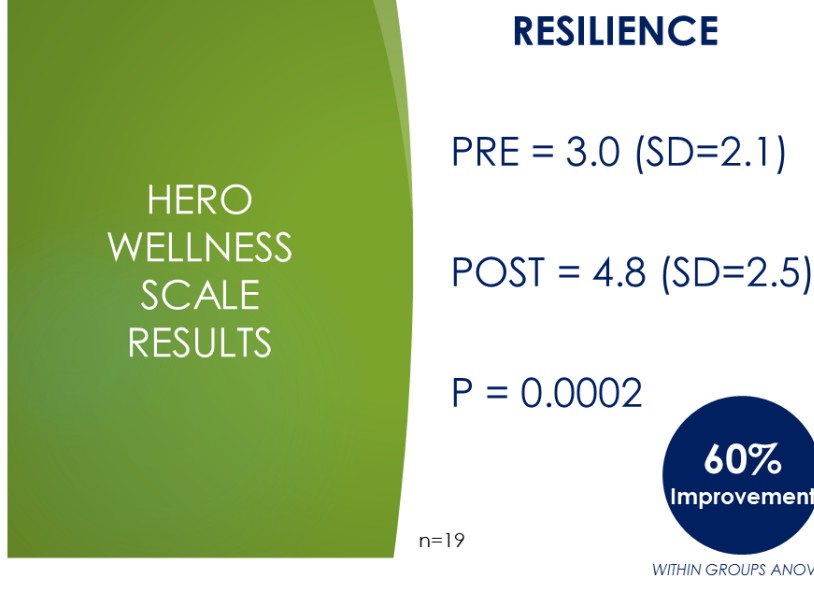 RESILIENCE
HERO
WELLNESS
SCALE
RESULTS
PRE = 3.0 (SD=2.1)
POST = 4.8 (SD=2.5)
P = 0.0002
60%
Improvement
n=19
WITHIN GROUPS